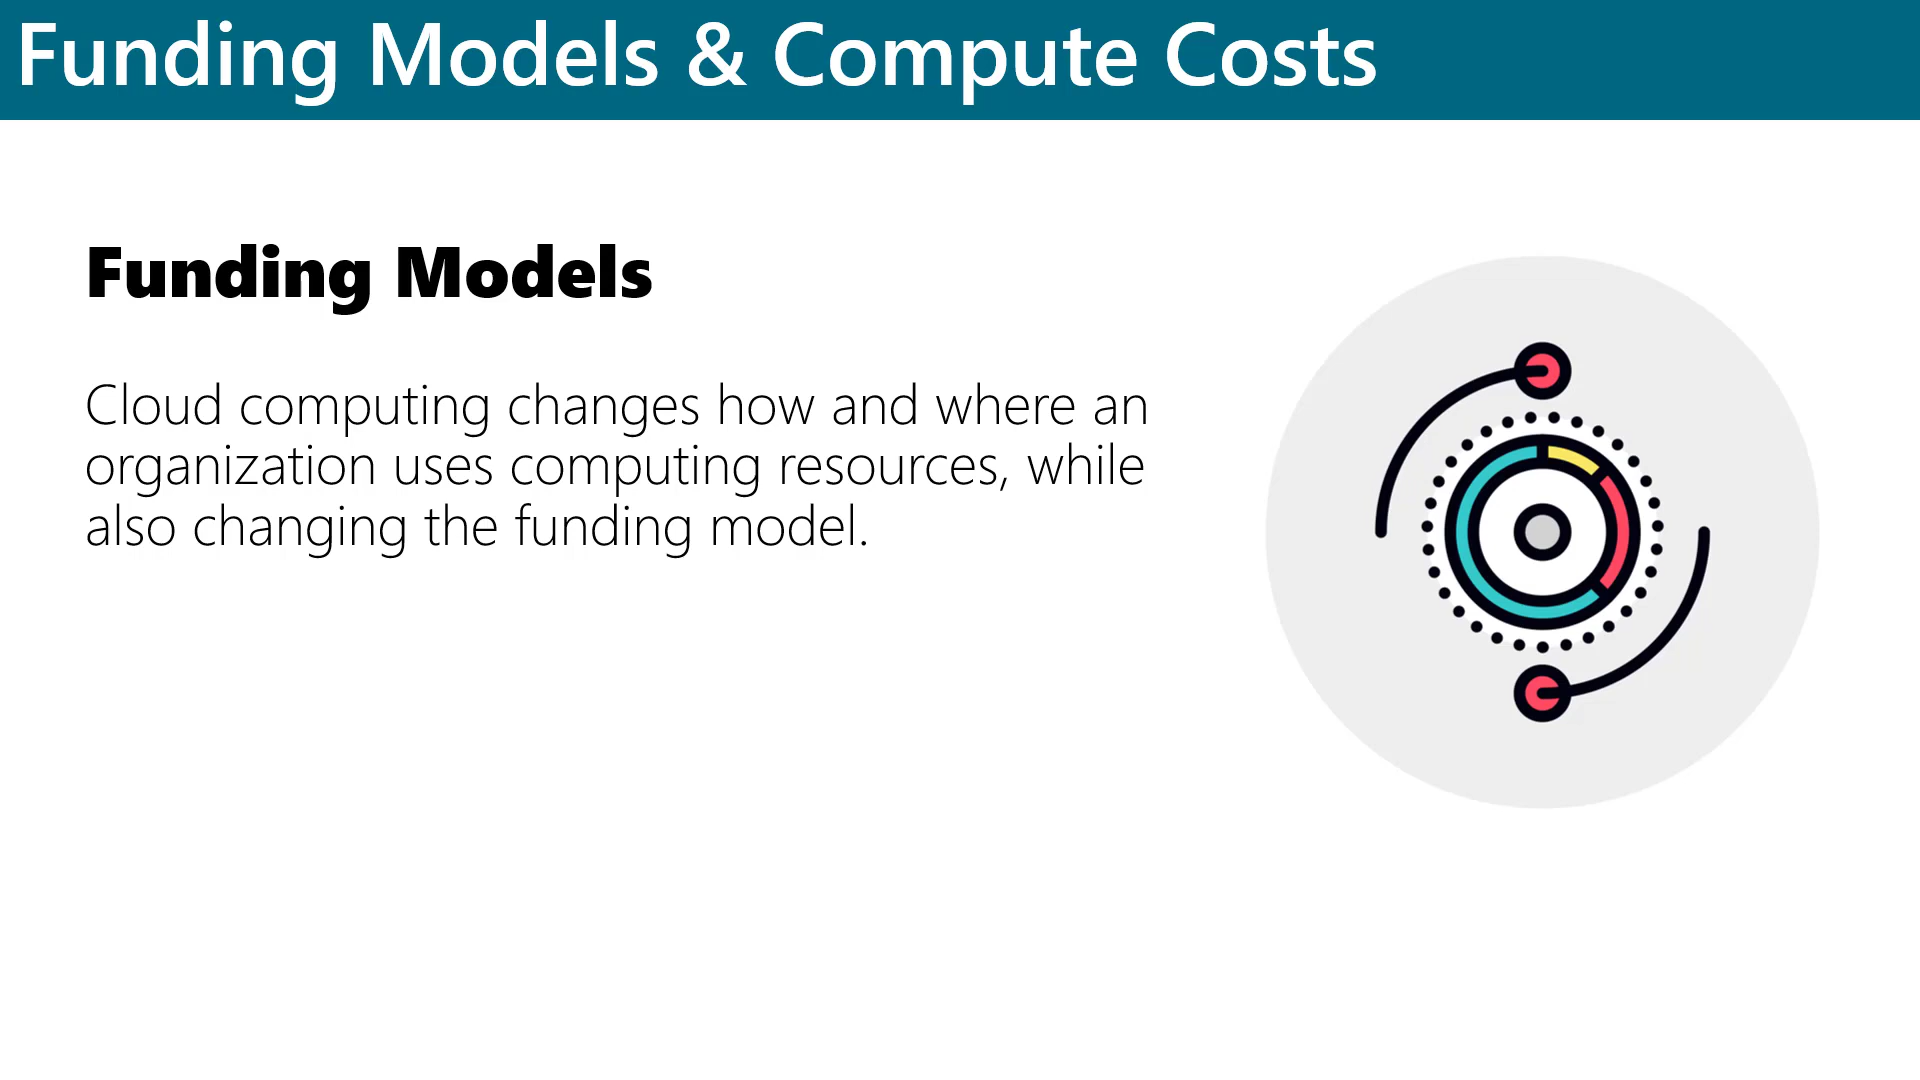 Funding Models & Compute Costs
Funding Models
Cloud computing changes how and where an
organization uses computing resources, while
also changing the funding model.